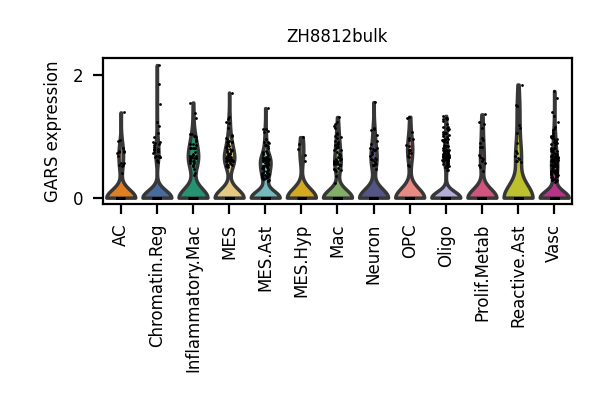 ZH8812bulk
GARS expression
2
0
AC
Chromatin.Reg
Inflammatory.Mac
MES
MES.Ast
MES.Hyp
Mac
Neuron
OPC
Oligo
Prolif.Metab
Reactive.Ast
Vasc